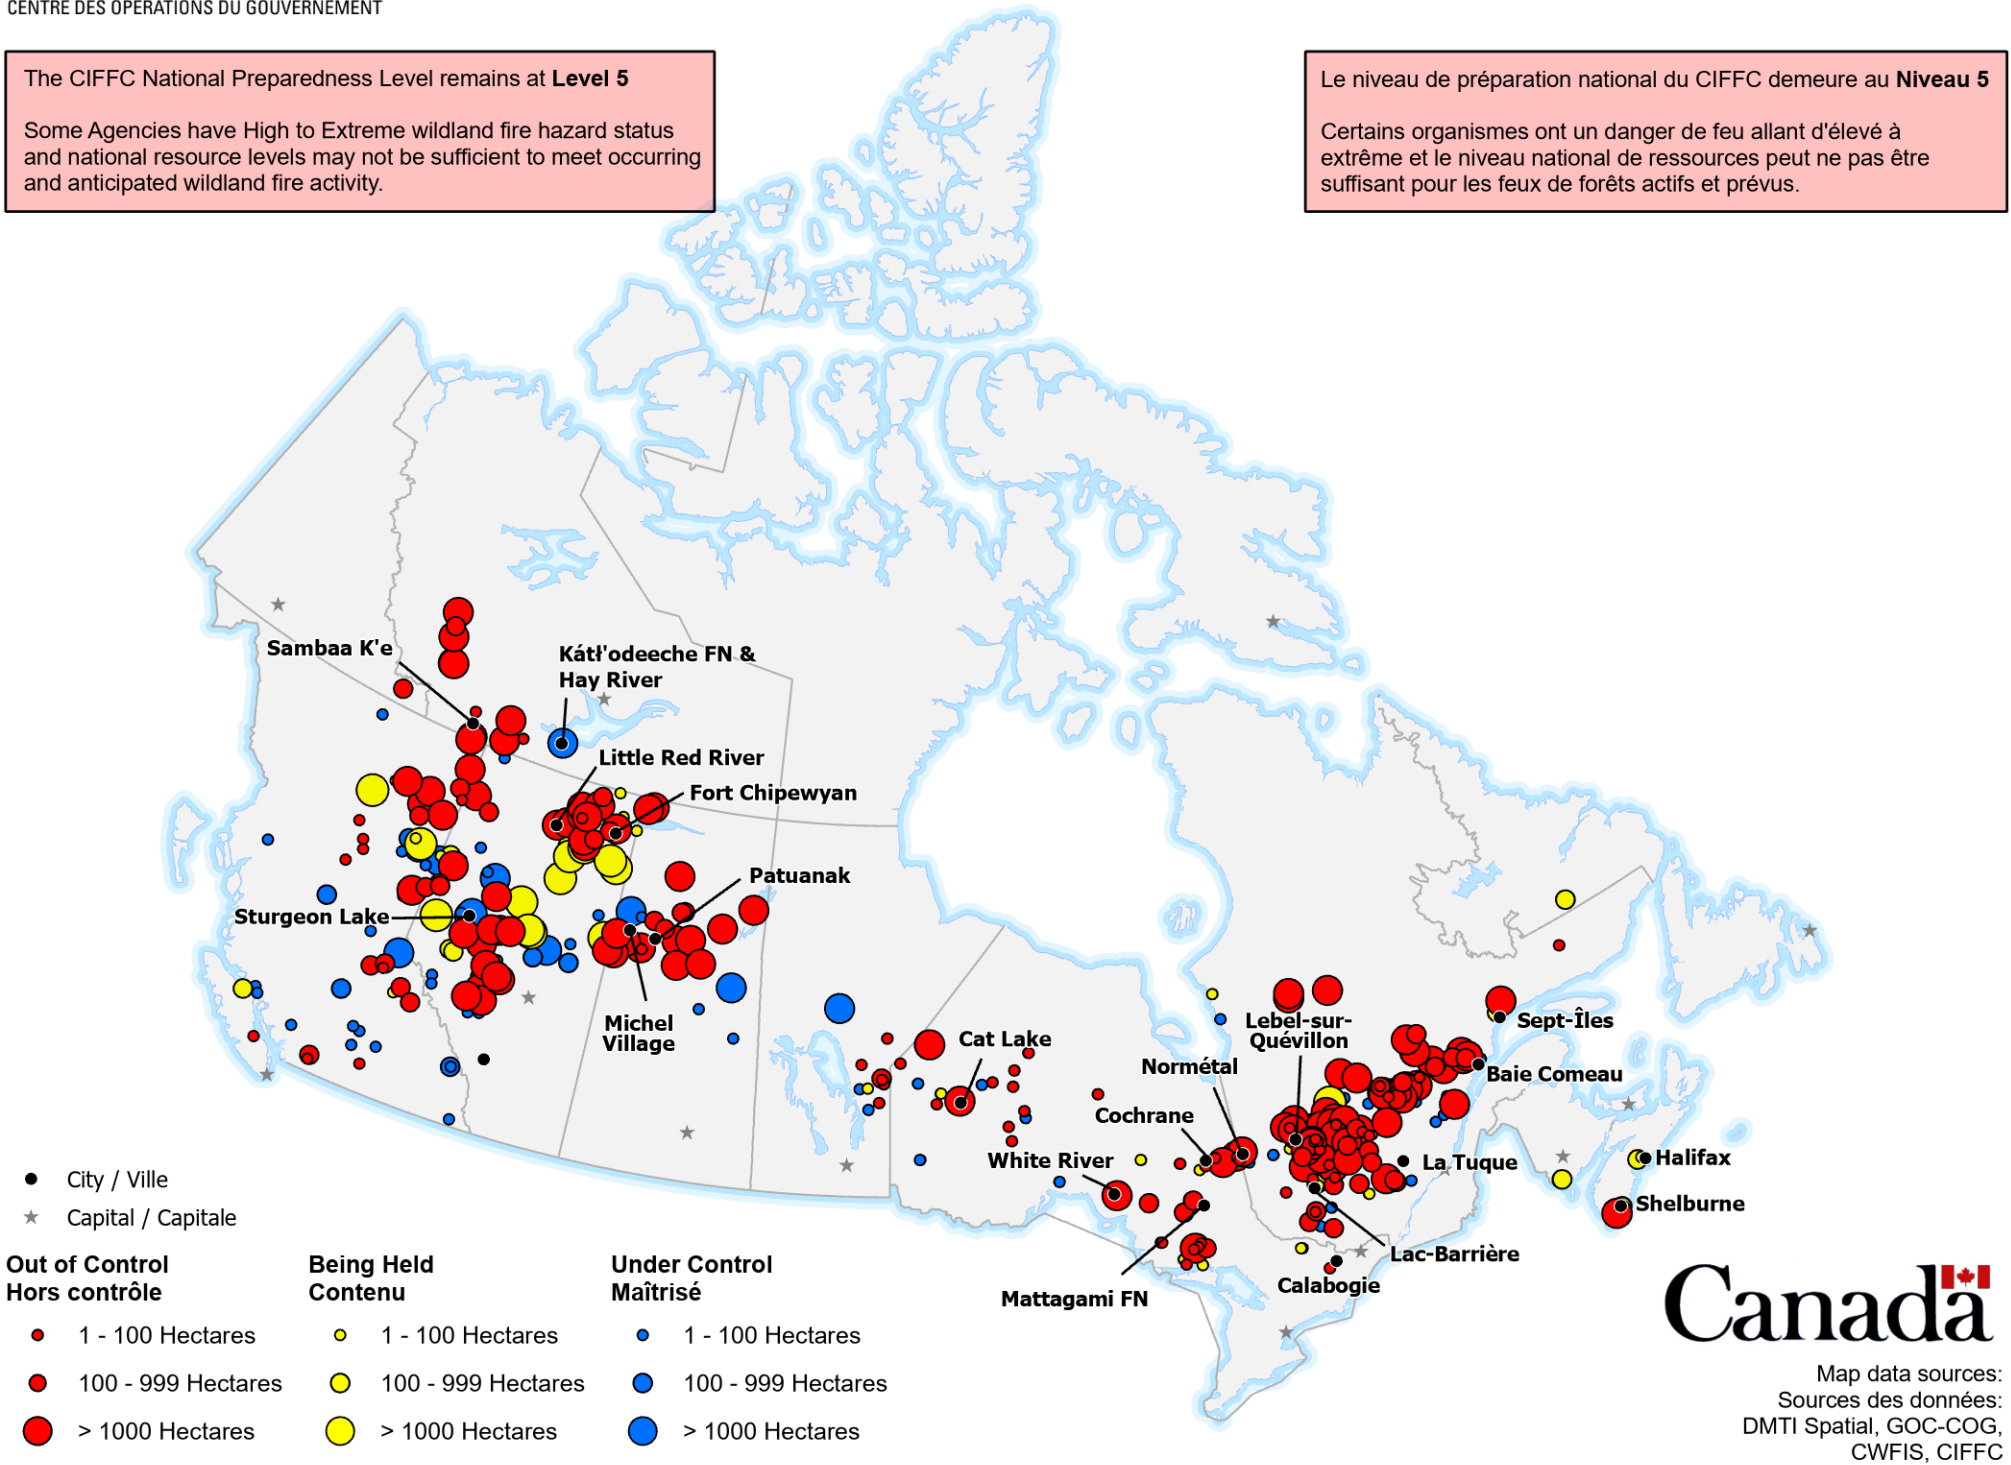 CENTRE DES OPÉRATIONS DU GOUVERNEMENT
The CIFFC National Preparedness Level remains at Level 5
Some Agencies have High to Extreme wildland fire hazard status
and national resource levels may not be sufficient to meet occurring
and anticipated wildland fire activity.
Le niveau de préparation national du CIFFC demeure au Niveau 5
Certains organismes ont un danger de feu allant d'élevé à
extrême et le niveau national de ressources peut ne pas être
suffisant pour les feux de forêts actifs et prévus.
Sambaa K'e
Kátł'odeeche FN &
Hay River
Little Red River
Fort Chipewyan
Patuanak
Sturgeon Lake
Michel
Village
Cat Lake
Lebel-sur-
Quévillon
Sept-Îles
Normétal
Baie Comeau
Cochrane
White River
La Tuque
Halifax
Shelburne
Lac-Barrière
Mattagami FN
Calabogie
City / Ville
Capital / Capitale
Out of Control
Hors contrôle
1 - 100 Hectares
100 - 999 Hectares
> 1000 Hectares
Being Held
Contenu
1 - 100 Hectares
100 - 999 Hectares
> 1000 Hectares
Under Control
Maîtrisé
1 - 100 Hectares
100 - 999 Hectares
> 1000 Hectares
Canada
Map data sources:
Sources des données:
DMTI Spatial, GOC-COG,
CWFIS, CIFFC